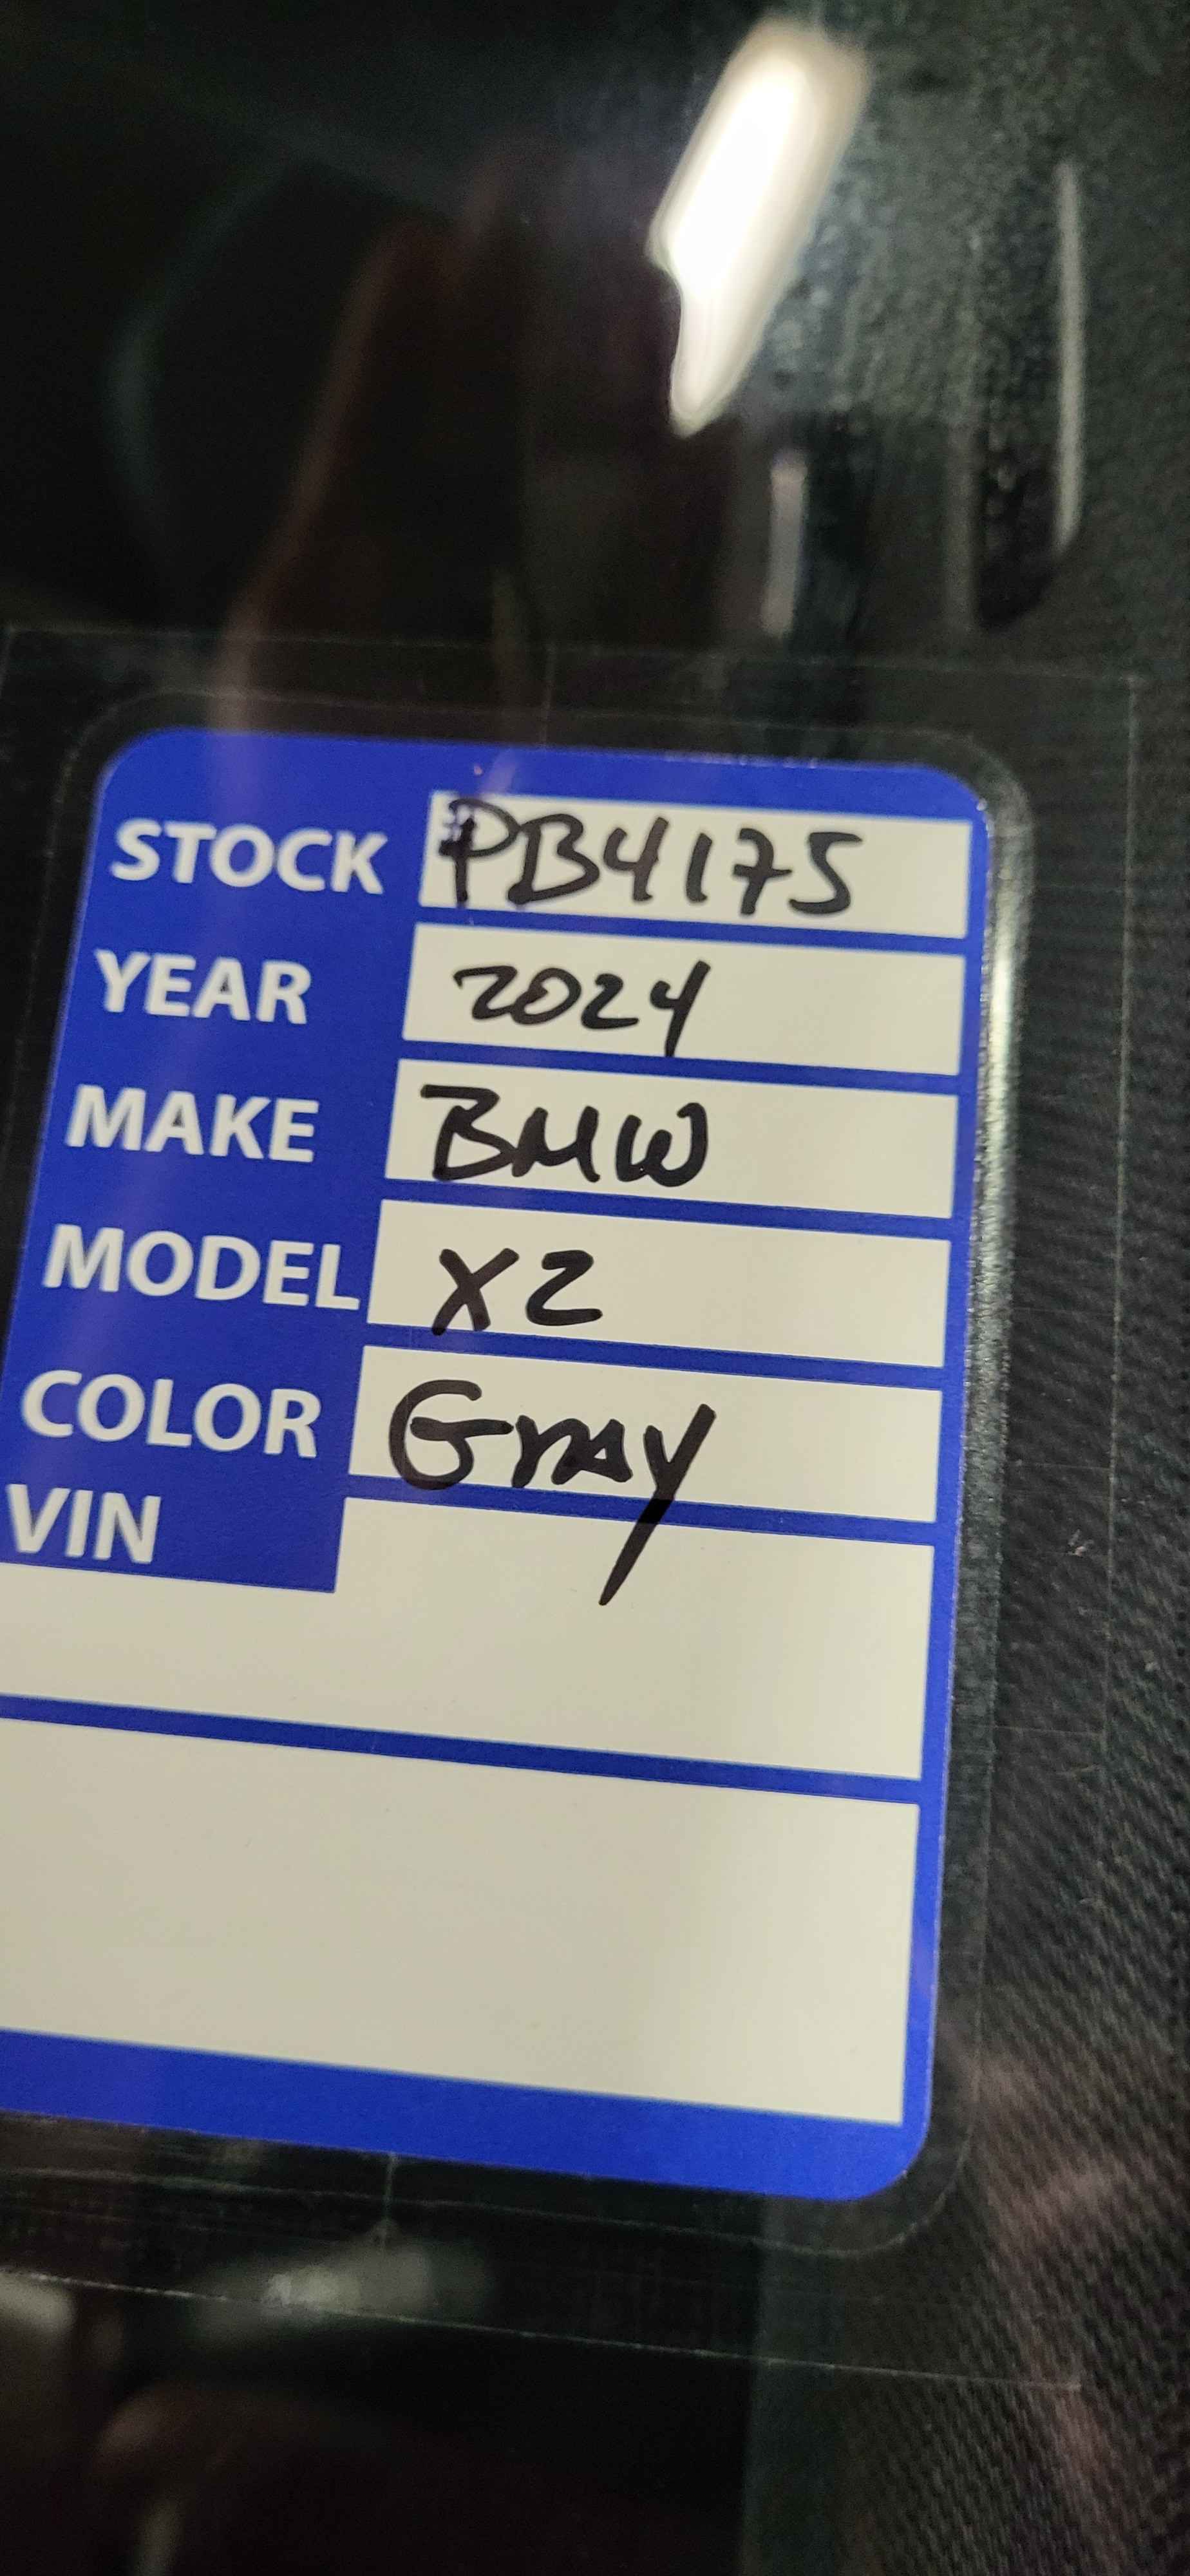 STOCK PB4175
YEAR 2024
MAKE BMW
MODEL X2
COLOR Gray
VIN